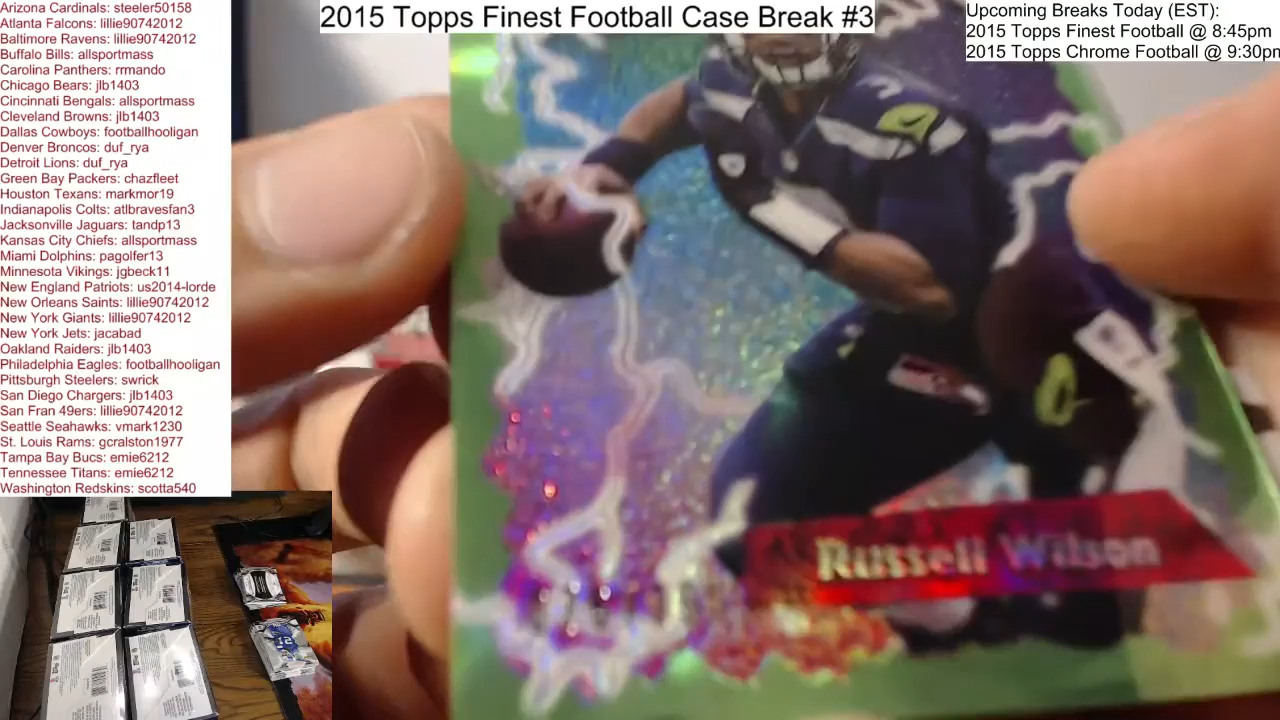 2015 Topps Finest Football Case Break #3
Upcoming Breaks Today (EST):
2015 Topps Finest Football @ 8:45pm
2015 Topps Chrome Football @ 9:30pm
Arizona Cardinals: steeler50158
Atlanta Falcons: lillie90742012
Baltimore Ravens: lillie90742012
Buffalo Bills: allsportmass
Carolina Panthers: rrmando
Chicago Bears: jlb1403
Cincinnati Bengals: allsportmass
Cleveland Browns: jlb1403
Dallas Cowboys: footballhooligan
Denver Broncos: duf_rya
Detroit Lions: duf_rya
Green Bay Packers: chazfleet
Houston Texans: markmor19
Indianapolis Colts: atlbravesfan3
Jacksonville Jaguars: tandp13
Kansas City Chiefs: allsportmass
Miami Dolphins: pagolfer13
Minnesota Vikings: jgbeck11
New England Patriots: us2014-lorde
New Orleans Saints: lillie90742012
New York Giants: lillie90742012
New York Jets: jacabad
Oakland Raiders: jlb1403
Philadelphia Eagles: footballhooligan
Pittsburgh Steelers: swrick
San Diego Chargers: jlb1403
San Fran 49ers: lillie90742012
Seattle Seahawks: vmark1230
St. Louis Rams: gcralston1977
Tampa Bay Bucs: emie6212
Tennessee Titans: emie6212
Washington Redskins: scotta540
Russell Wilson